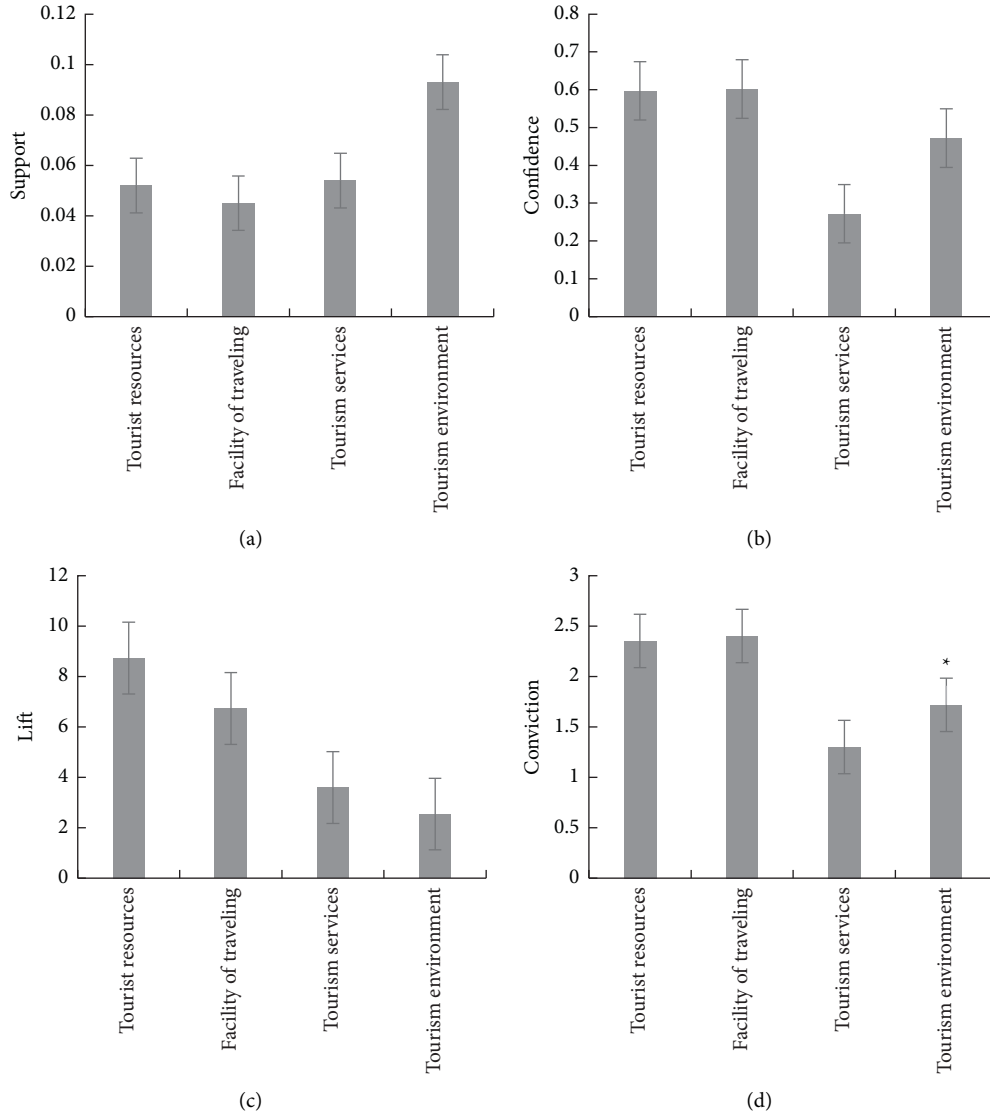 0.12
0.1
0.08
0.06
0.04
0.02
0
Support
Tourist resources
Facility of traveling
Tourism services
Tourism environment
(a)
0.8
0.7
0.6
0.5
0.4
0.3
0.2
0.1
0
Confidence
Tourist resources
Facility of traveling
Tourism services
Tourism environment
(b)
12
10
8
6
4
2
0
Lift
Tourist resources
Facility of traveling
Tourism services
Tourism environment
(c)
3
2.5
2
1.5
1
0.5
0
Conviction
*
Tourist resources
Facility of traveling
Tourism services
Tourism environment
(d)